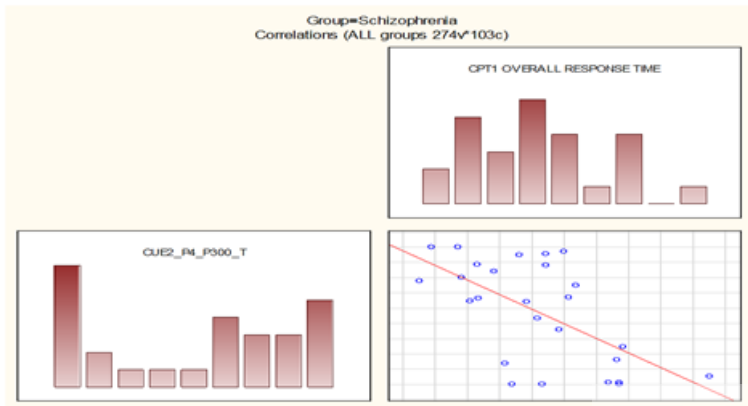 Group=Schizophrenia
Correlations (ALL groups 274v*103c)
CPT1 OVERALL RESPONSE TIME
CUE2_P4_P300_T